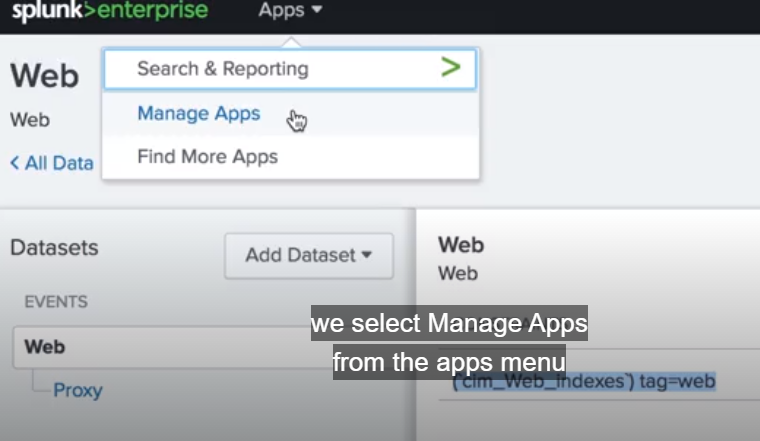 splunk>enterprise
Apps
Search & Reporting
Manage Apps
Find More Apps
Web
Web
< All Data
Datasets
Add Dataset
EVENTS
Web
Proxy
Web
Web
(`cim_Web_indexes`) tag=web
we select Manage Apps
from the apps menu